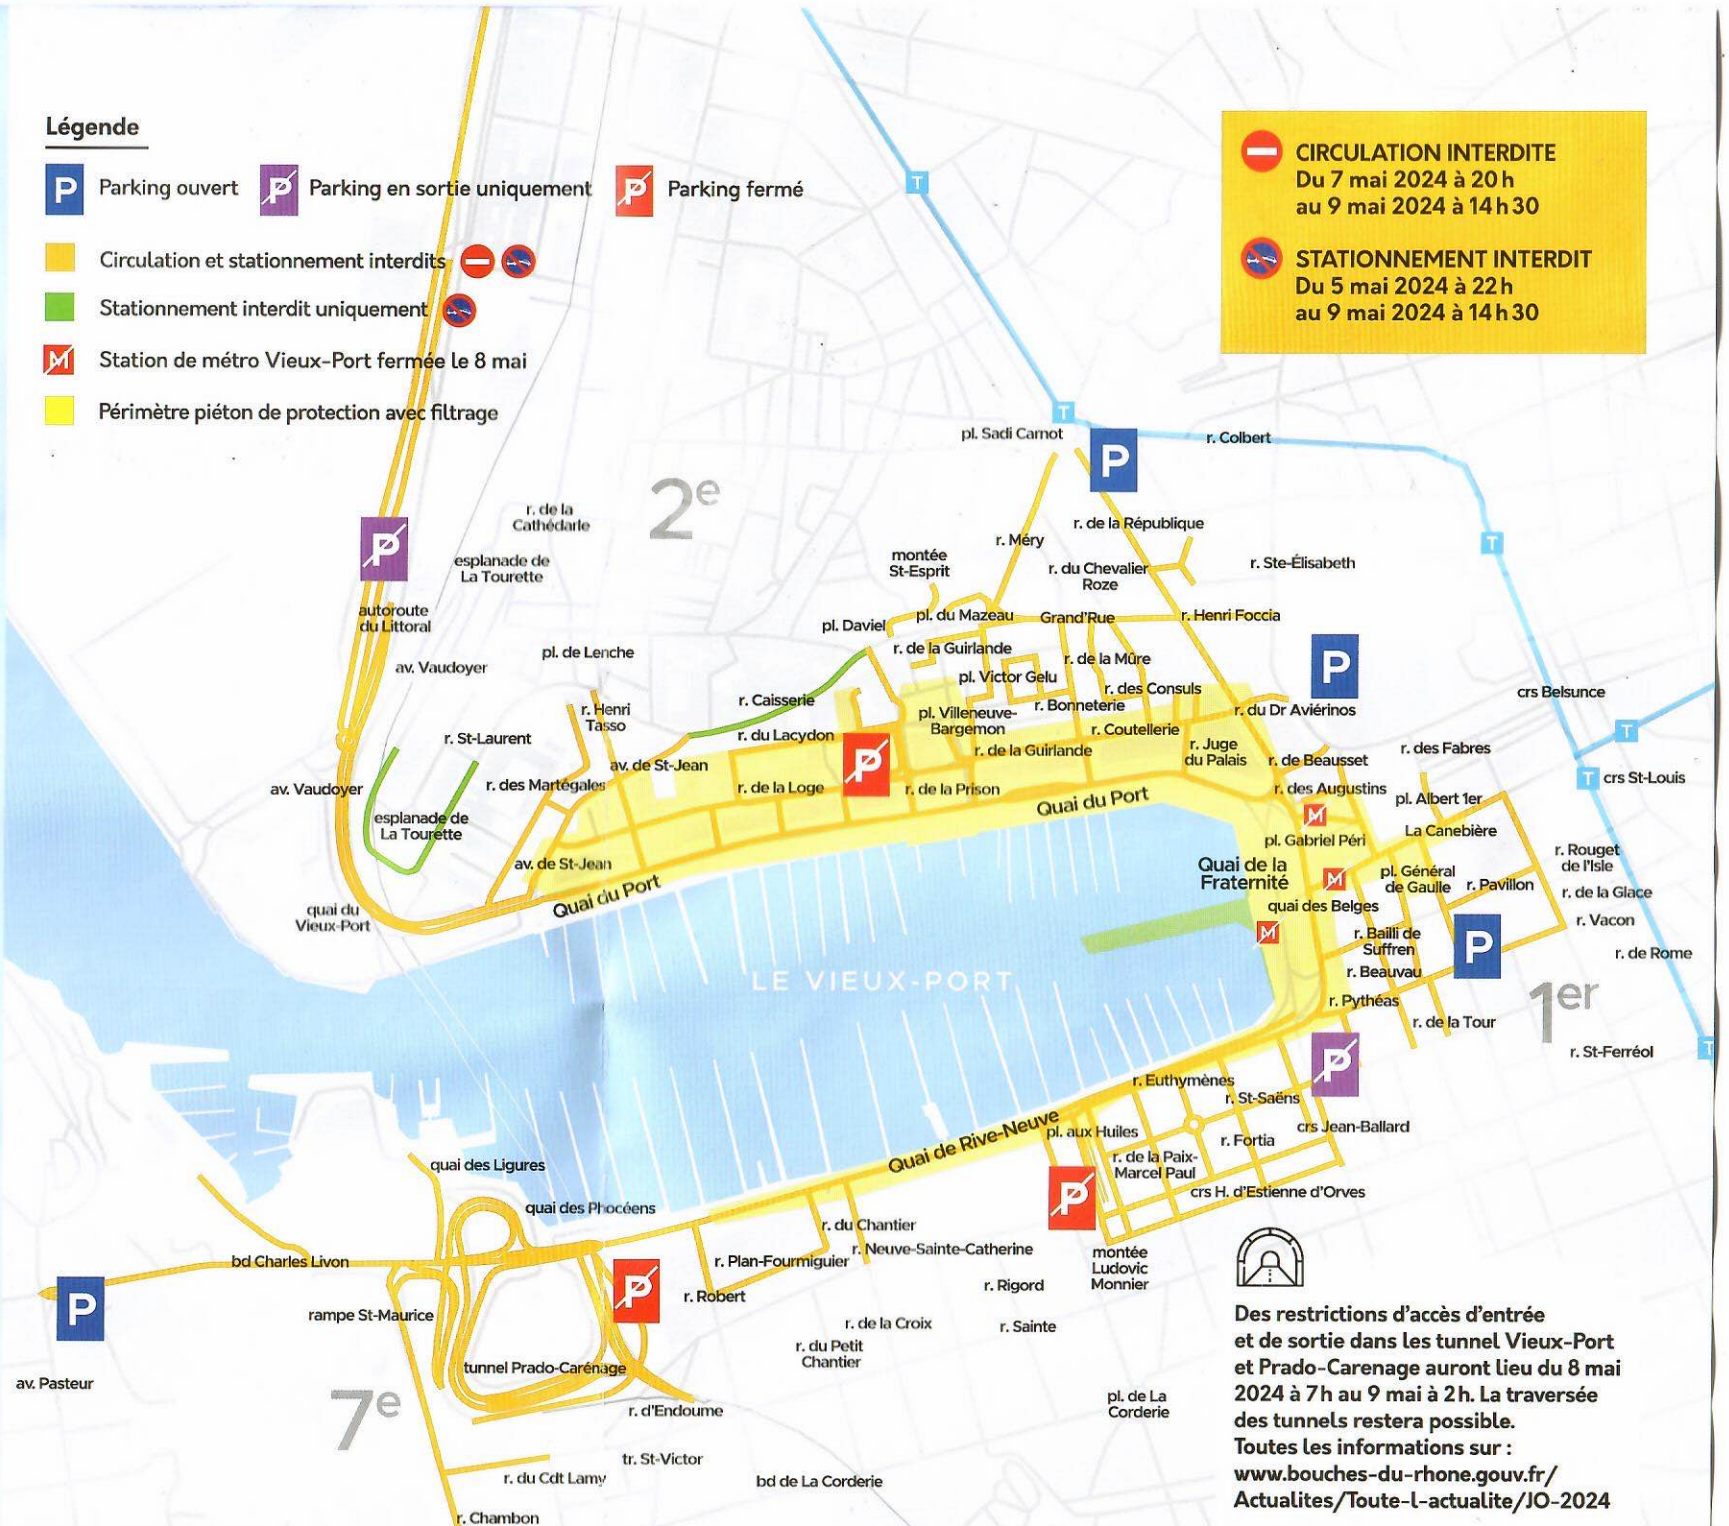 Légende
P Parking ouvert
P Parking en sortie uniquement
P Parking fermé
Circulation et stationnement interdits
Stationnement interdit uniquement
M Station de métro Vieux-Port fermée le 8 mai
Périmètre piéton de protection avec filtrage
CIRCULATION INTERDITE
Du 7 mai 2024 à 20h
au 9 mai 2024 à 14h30
STATIONNEMENT INTERDIT
Du 5 mai 2024 à 22h
au 9 mai 2024 à 14h30
T
T
pl. Sadi Carnot
P
r. Colbert
2e
r. de la
Cathédarle
P
esplanade de
La Tourette
r. de la République
r. Méry
T
montée
St-Esprit
r. du Chevalier
Roze
r. Ste-Élisabeth
autoroute
du Littoral
pl. Daviel
pl. du Mazeau
Grand'Rue
r. Henri Foccia
av. Vaudoyer
pl. de Lenche
r. de la Guirlande
r. de la Mûre
P
pl. Victor Gelu
r. des Consuls
crs Belsunce
r. Caisserie
r. Henri
Tasso
pl. Villeneuve-
Bargemon
r. Bonneterie
r. du Dr Aviérinos
r. St-Laurent
r. du Lacydon
r. Coutellerie
T
r. de la Guirlande
r. Juge
du Palais
r. de Beausset
r. des Fabres
av. de St-Jean
P
T
crs St-Louis
av. Vaudoyer
r. des Martégales
r. de la Loge
r. de la Prison
Quai du Port
r. des Augustins
pl. Albert 1er
esplanade de
La Tourette
M
La Canebière
pl. Gabriel Péri
r. Rouget
de l'Isle
av. de St-Jean
Quai de la
Fraternité
M
pl. Général
de Gaulle
r. Pavillon
r. de la Glace
Quai du Port
quai des Belges
quai du
Vieux-Port
M
r. Vacon
r. Bailli de
Suffren
P
r. de Rome
LE VIEUX-PORT
r. Beauvau
1er
r. Pythéas
r. de la Tour
r. St-Ferréol
T
P
r. Euthymènes
r. St-Saëns
Quai de Rive-Neuve
pl. aux Huiles
crs Jean-Ballard
r. Fortia
r. de la Paix-
Marcel Paul
quai des Ligures
P
crs H. d'Estienne d'Orves
quai des Phocéens
r. du Chantier
bd Charles Livon
r. Plan-Fourmiguier
r. Neuve-Sainte-Catherine
montée
Ludovic
Monnier
P
P
r. Robert
r. Rigord
rampe St-Maurice
r. de la Croix
r. Sainte
r. du Petit
Chantier
tunnel Prado-Carénage
av. Pasteur
7e
r. d'Endoume
pl. de La
Corderie
tr. St-Victor
r. du Cdt Lamy
bd de La Corderie
r. Chambon
Des restrictions d'accès d'entrée
et de sortie dans les tunnel Vieux-Port
et Prado-Carenage auront lieu du 8 mai
2024 à 7h au 9 mai à 2h. La traversée
des tunnels restera possible.
Toutes les informations sur :
www.bouches-du-rhone.gouv.fr/
Actualites/Toute-l-actualite/JO-2024